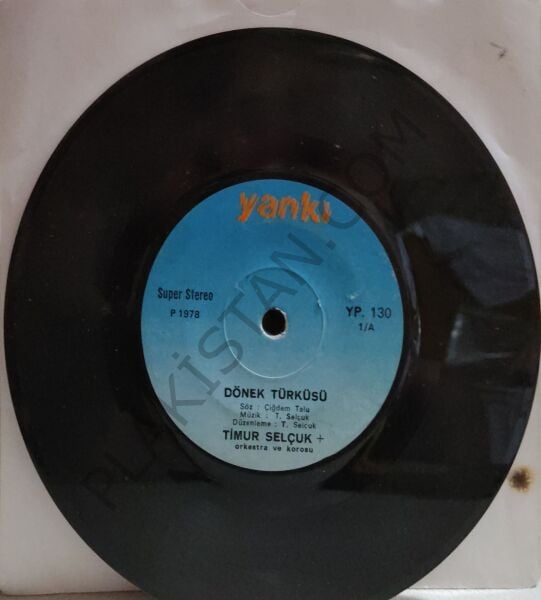 yankı
Super Stereo
P 1978
YP. 130
1/A
DÖNEK TÜRKÜSÜ
Söz : Çiğdem Talu
Müzik : T. Selçuk
Düzenleme : T. Selçuk
TİMUR SELÇUK +
orkestra ve korosu
PLAKİSTAN.COM